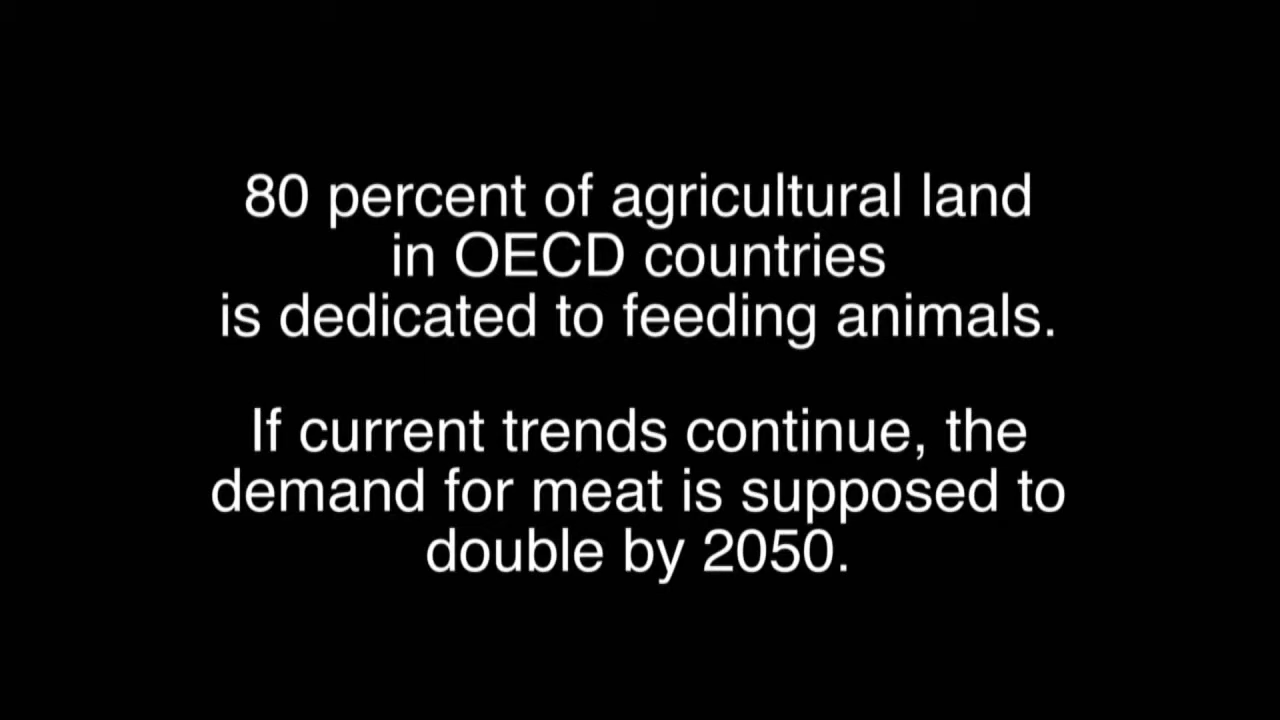 80 percent of agricultural land
in OECD countries
is dedicated to feeding animals.
If current trends continue, the
demand for meat is supposed to
double by 2050.